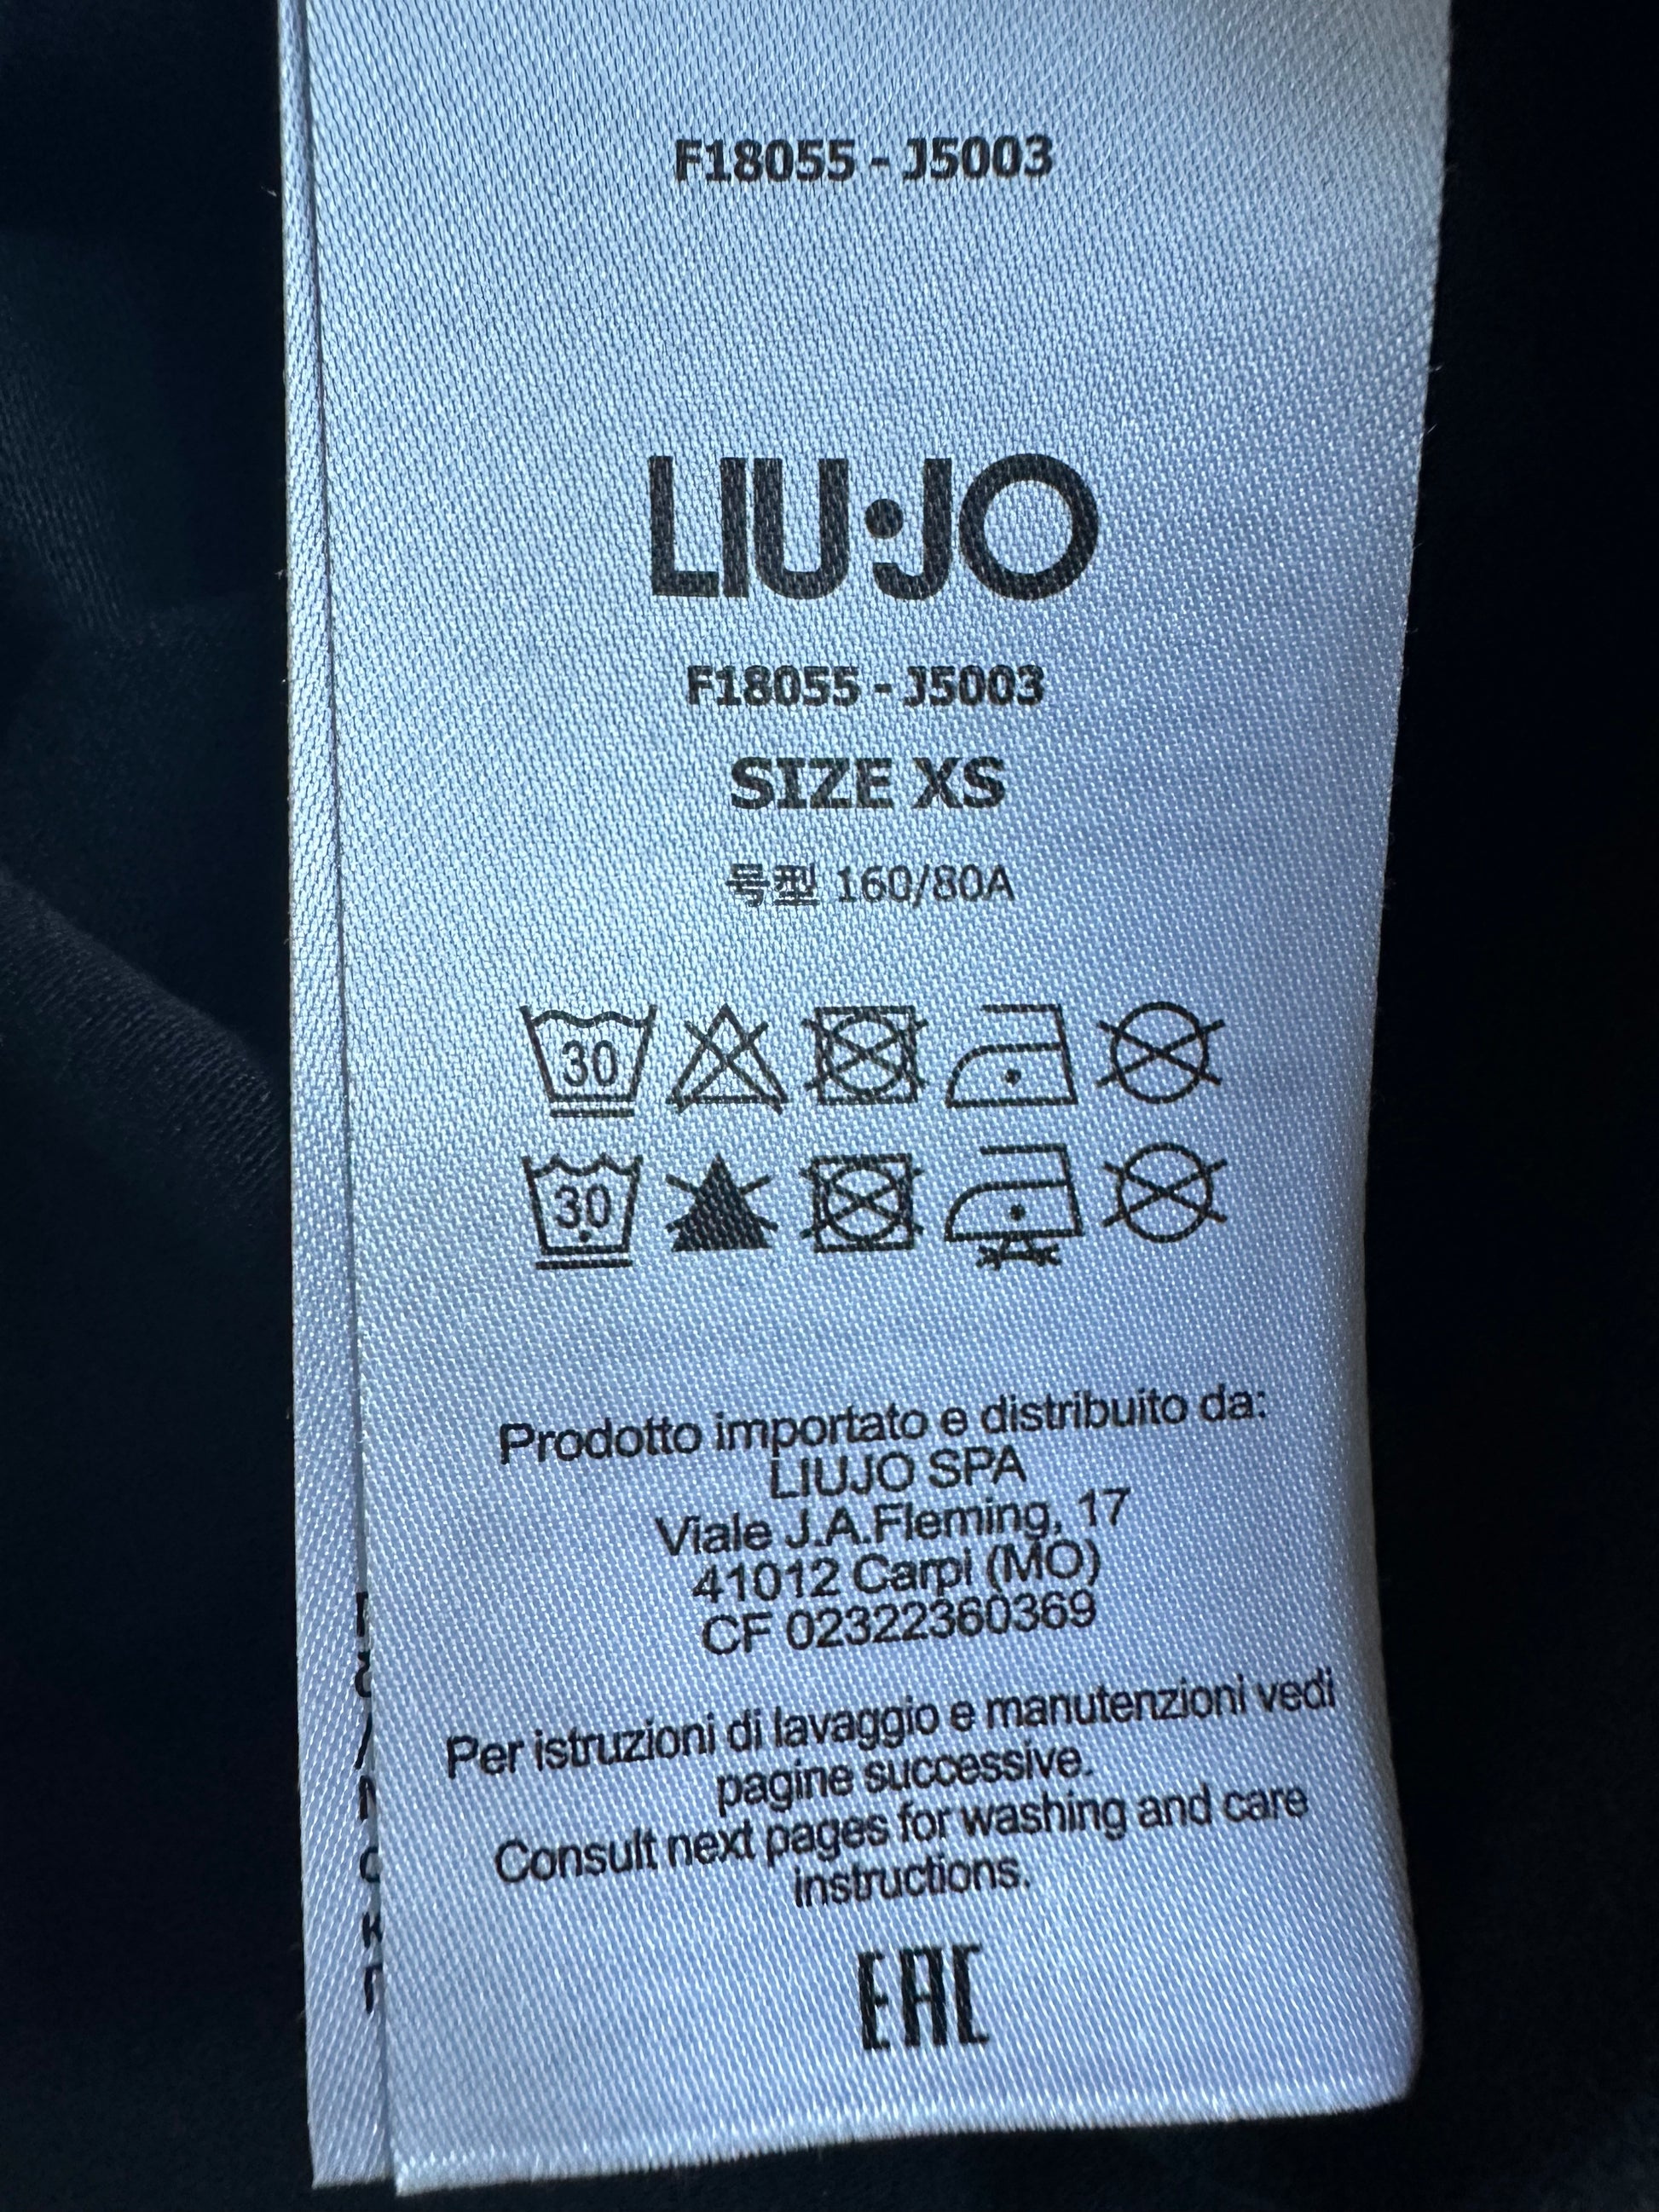 F18055 - J5003
LIU·JO
F18055 - J5003
SIZE XS
号型 160/80A
30
30
Prodotto importato e distribuito da:
LIUJO SPA
Viale J.A.Fleming, 17
41012 Carpi (MO)
CF 02322360369
Per istruzioni di lavaggio e manutenzioni vedi
pagine successive.
Consult next pages for washing and care
instructions.
EAC